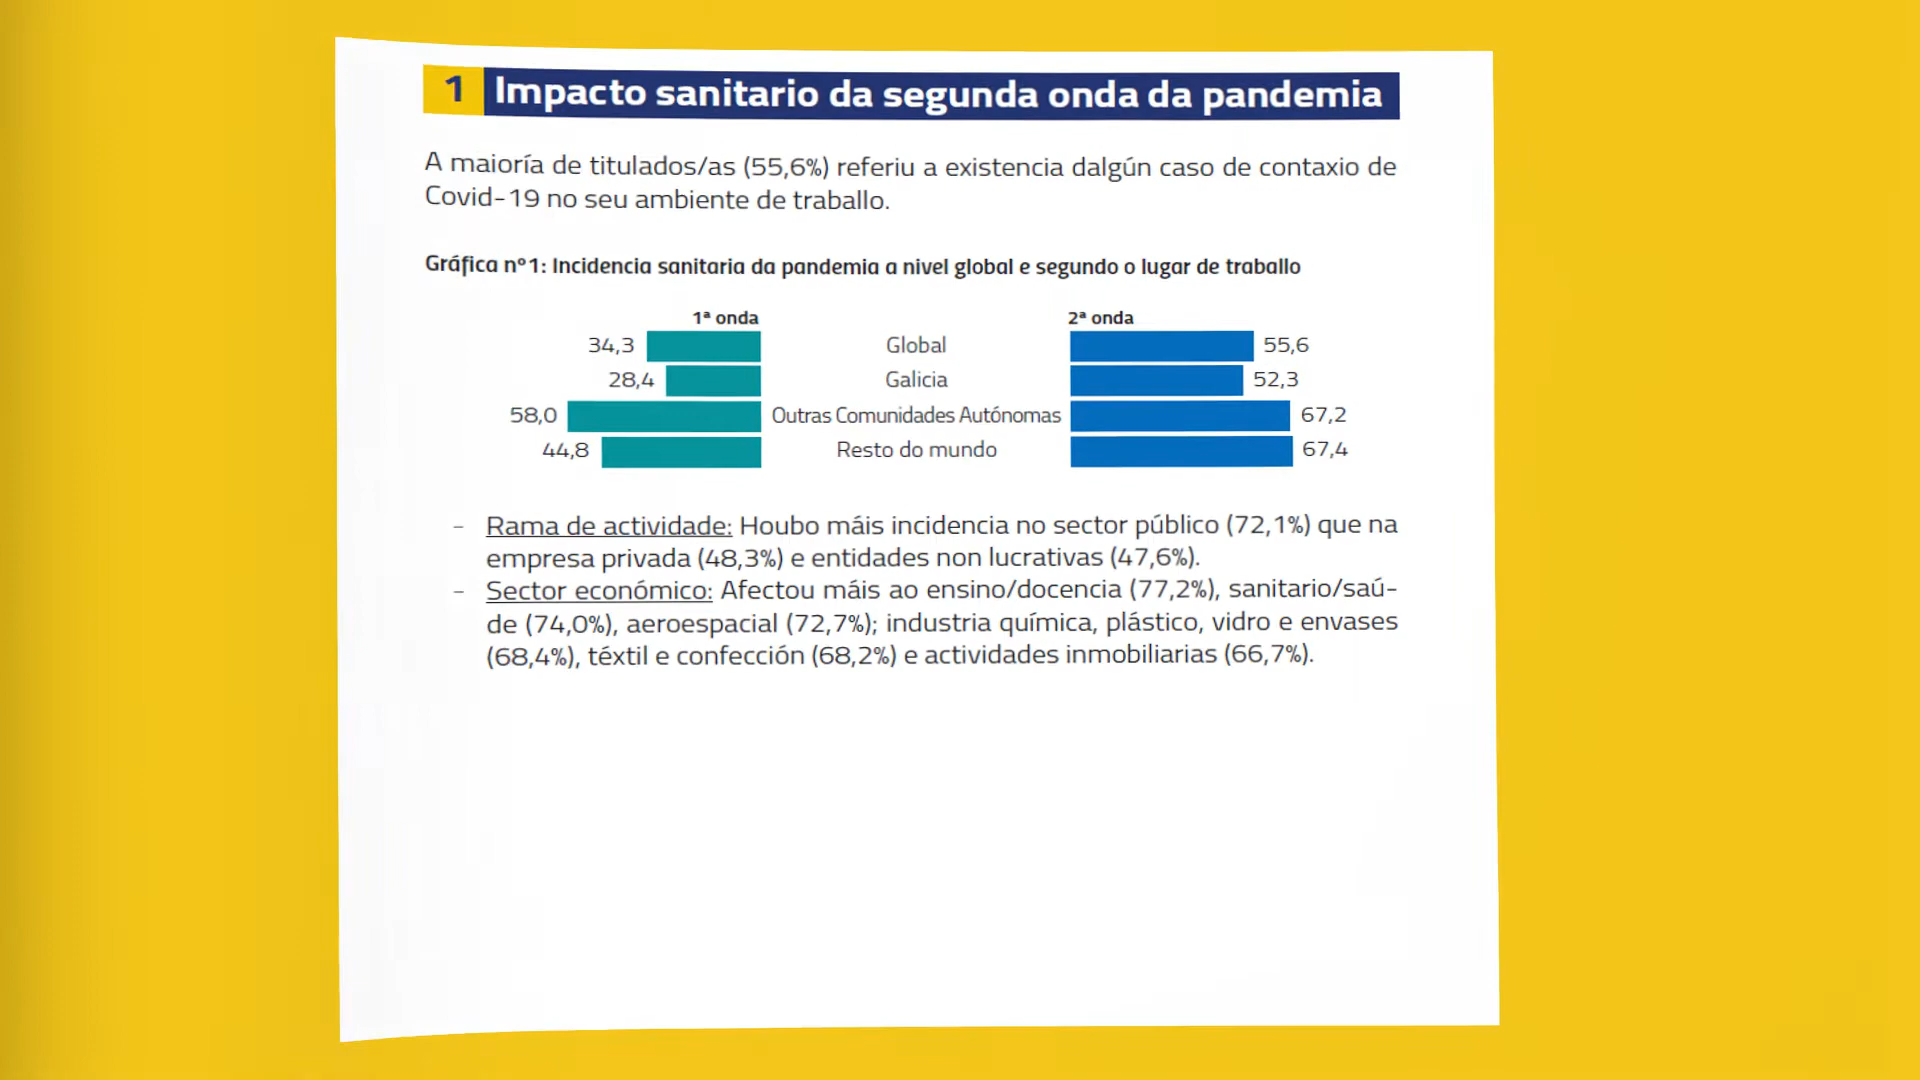 1 Impacto sanitario da segunda onda da pandemia
A maioría de titulados/as (55,6%) referiu a existencia dalgún caso de contaxio de
Covid-19 no seu ambiente de traballo.
Gráfica nº1: Incidencia sanitaria da pandemia a nivel global e segundo o lugar de traballo
1ª onda 2ª onda
34,3 Global 55,6
28,4 Galicia 52,3
58,0 Outras Comunidades Autónomas 67,2
44,8 Resto do mundo 67,4
- Rama de actividade: Houbo máis incidencia no sector público (72,1%) que na
empresa privada (48,3%) e entidades non lucrativas (47,6%).
- Sector económico: Afectou máis ao ensino/docencia (77,2%), sanitario/saú-
de (74,0%), aeroespacial (72,7%); industria química, plástico, vidro e envases
(68,4%), téxtil e confección (68,2%) e actividades inmobiliarias (66,7%).